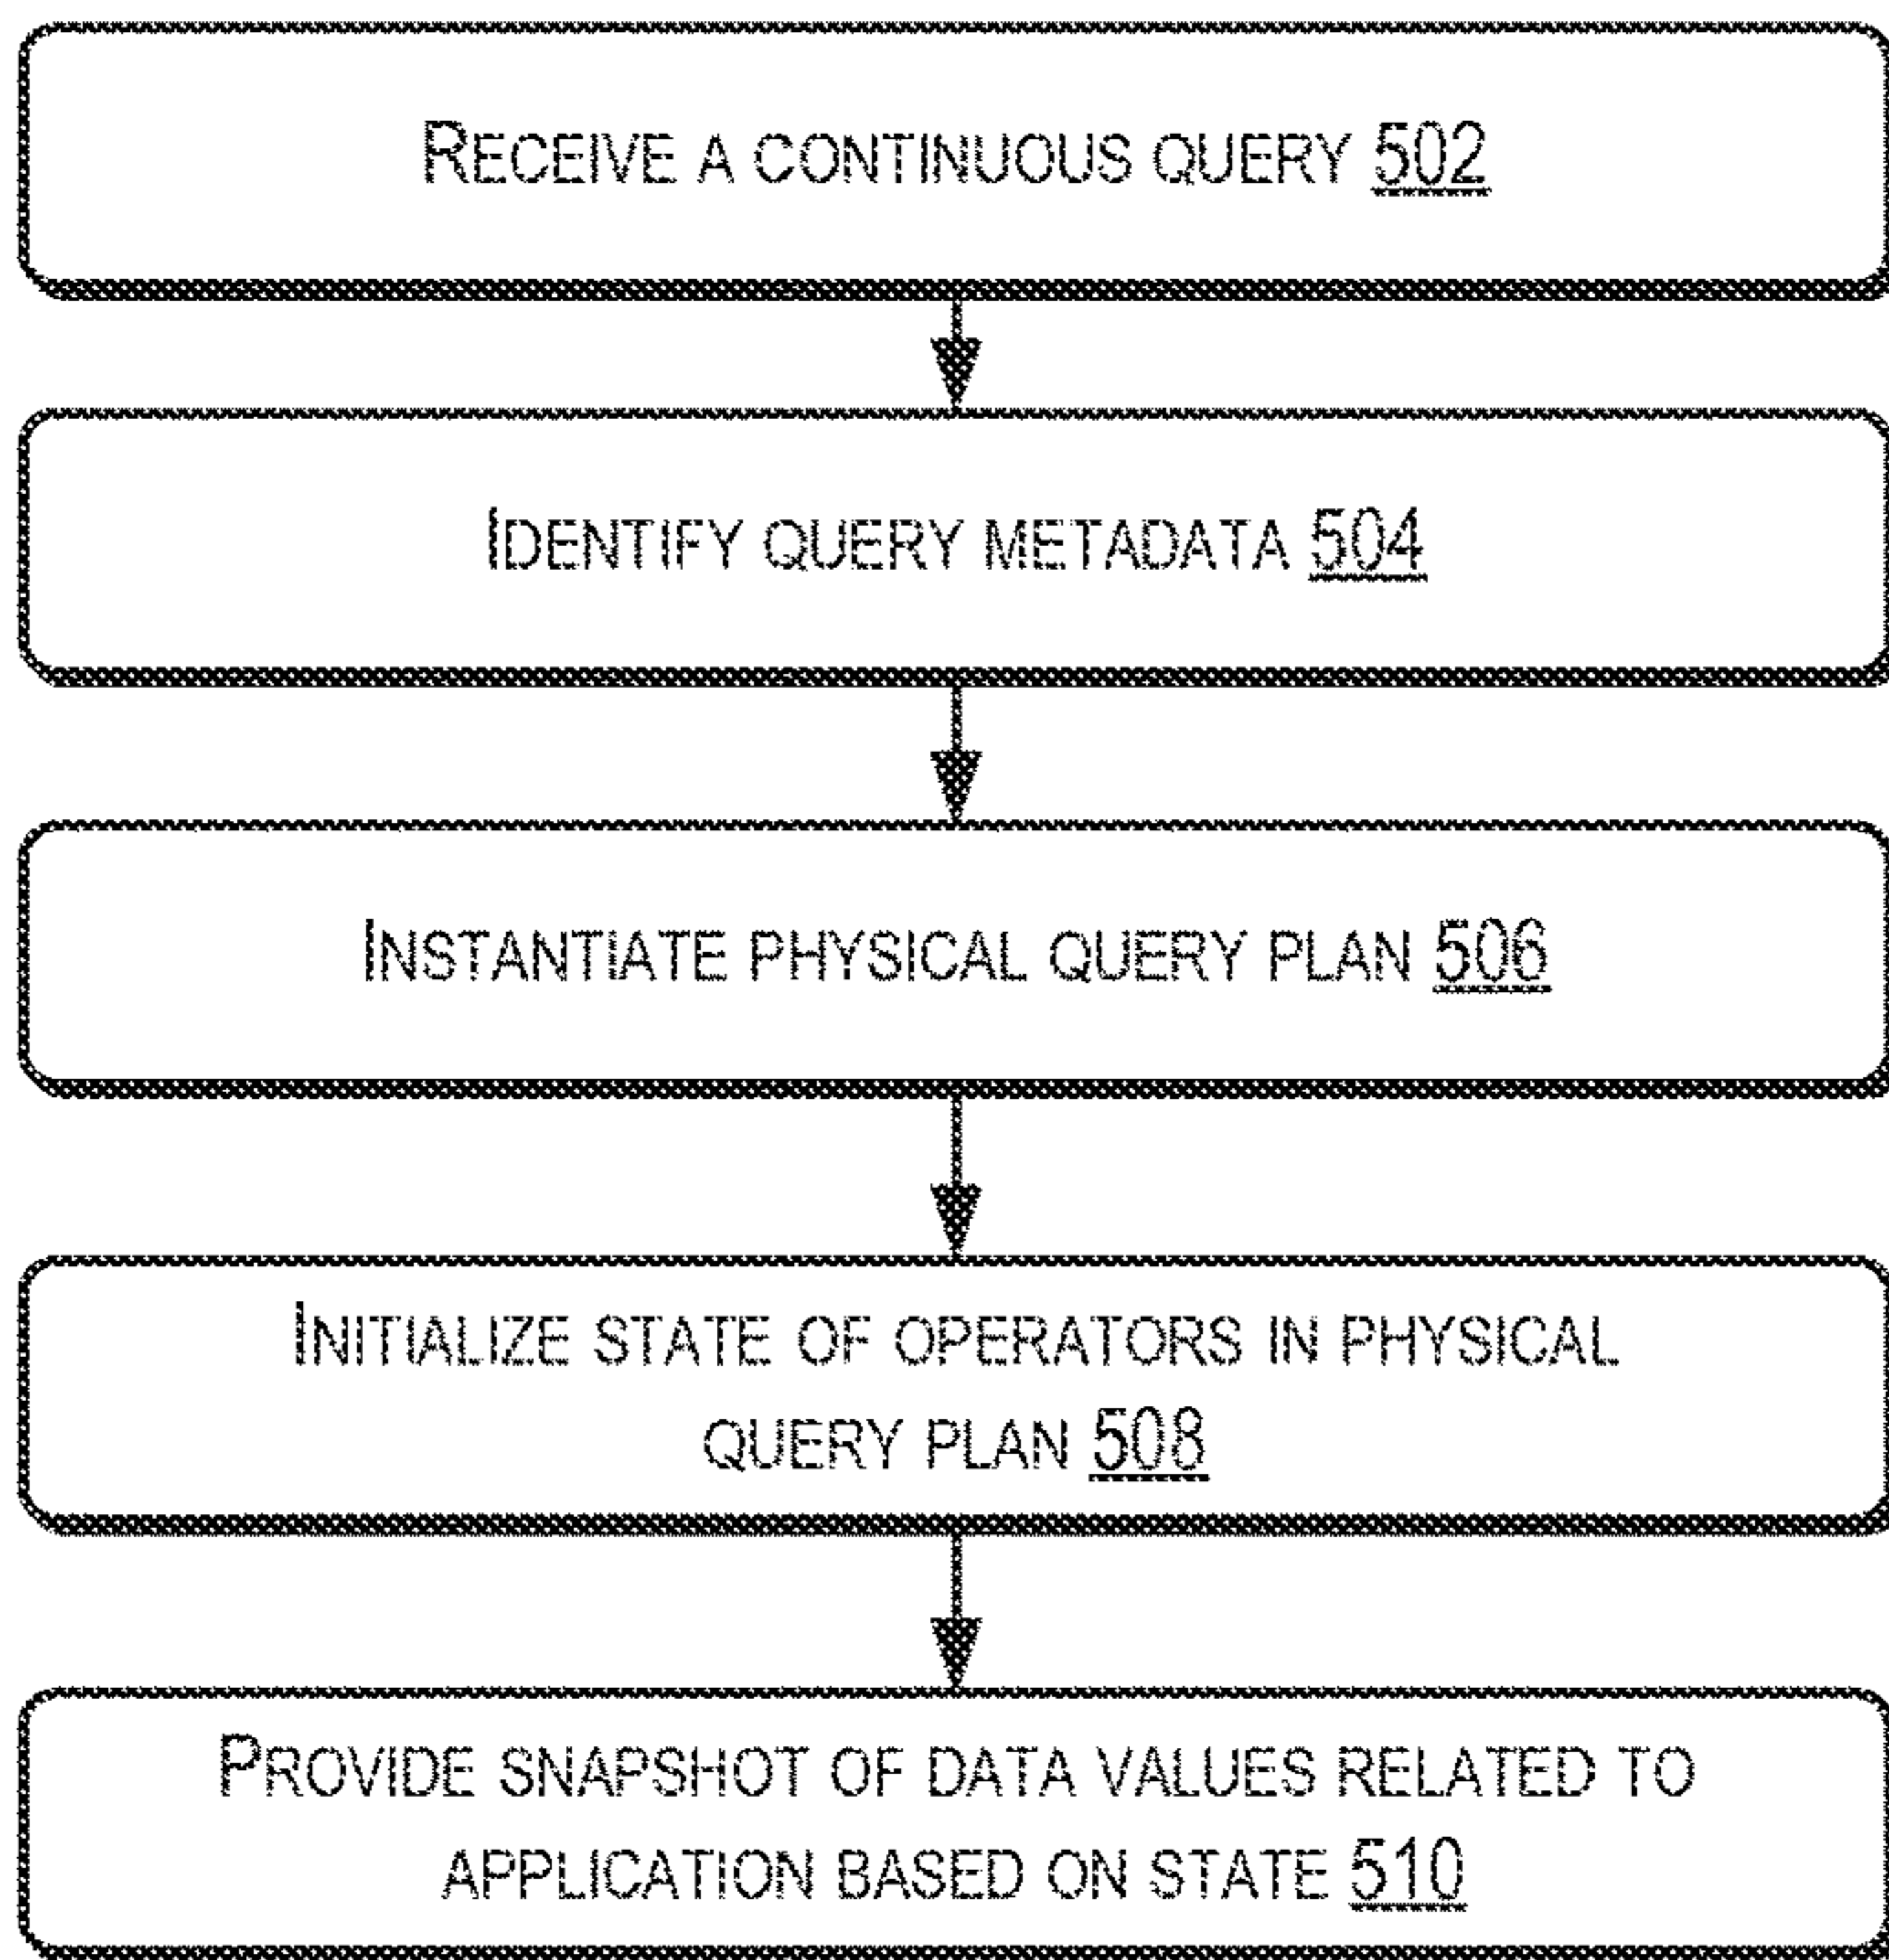 RECEIVE A CONTINUOUS QUERY 502
IDENTIFY QUERY METADATA 504
INSTANTIATE PHYSICAL QUERY PLAN 506
INITIALIZE STATE OF OPERATORS IN PHYSICAL
QUERY PLAN 508
PROVIDE SNAPSHOT OF DATA VALUES RELATED TO
APPLICATION BASED ON STATE 510